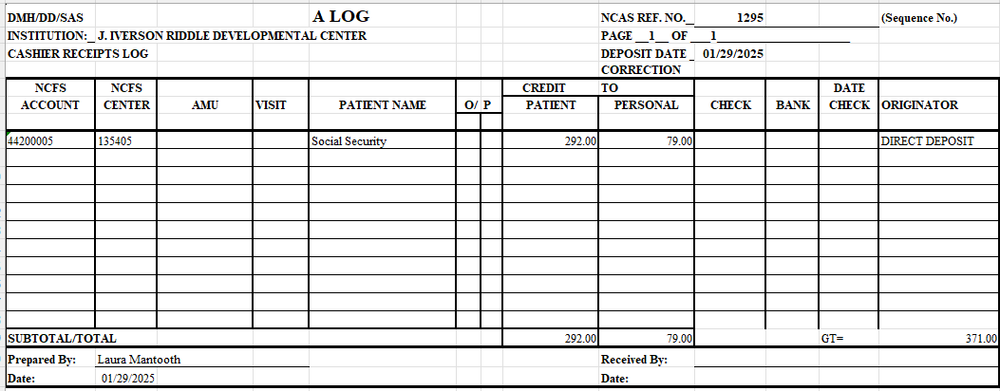 DMH/DD/SAS A LOG NCAS REF. NO._ 1295 (Sequence No.)
INSTITUTION:_ J. IVERSON RIDDLE DEVELOPMENTAL CENTER PAGE __1__ OF ___1
CASHIER RECEIPTS LOG DEPOSIT DATE _ 01/29/2025
CORRECTION
NCFS NCFS CREDIT TO DATE
ACCOUNT CENTER AMU VISIT PATIENT NAME O/ P PATIENT PERSONAL CHECK BANK CHECK ORIGINATOR
44200005 135405 Social Security 292.00 79.00 DIRECT DEPOSIT
SUBTOTAL/TOTAL 292.00 79.00 GT= 371.00
Prepared By: Laura Mantooth Received By:
Date: 01/29/2025 Date: